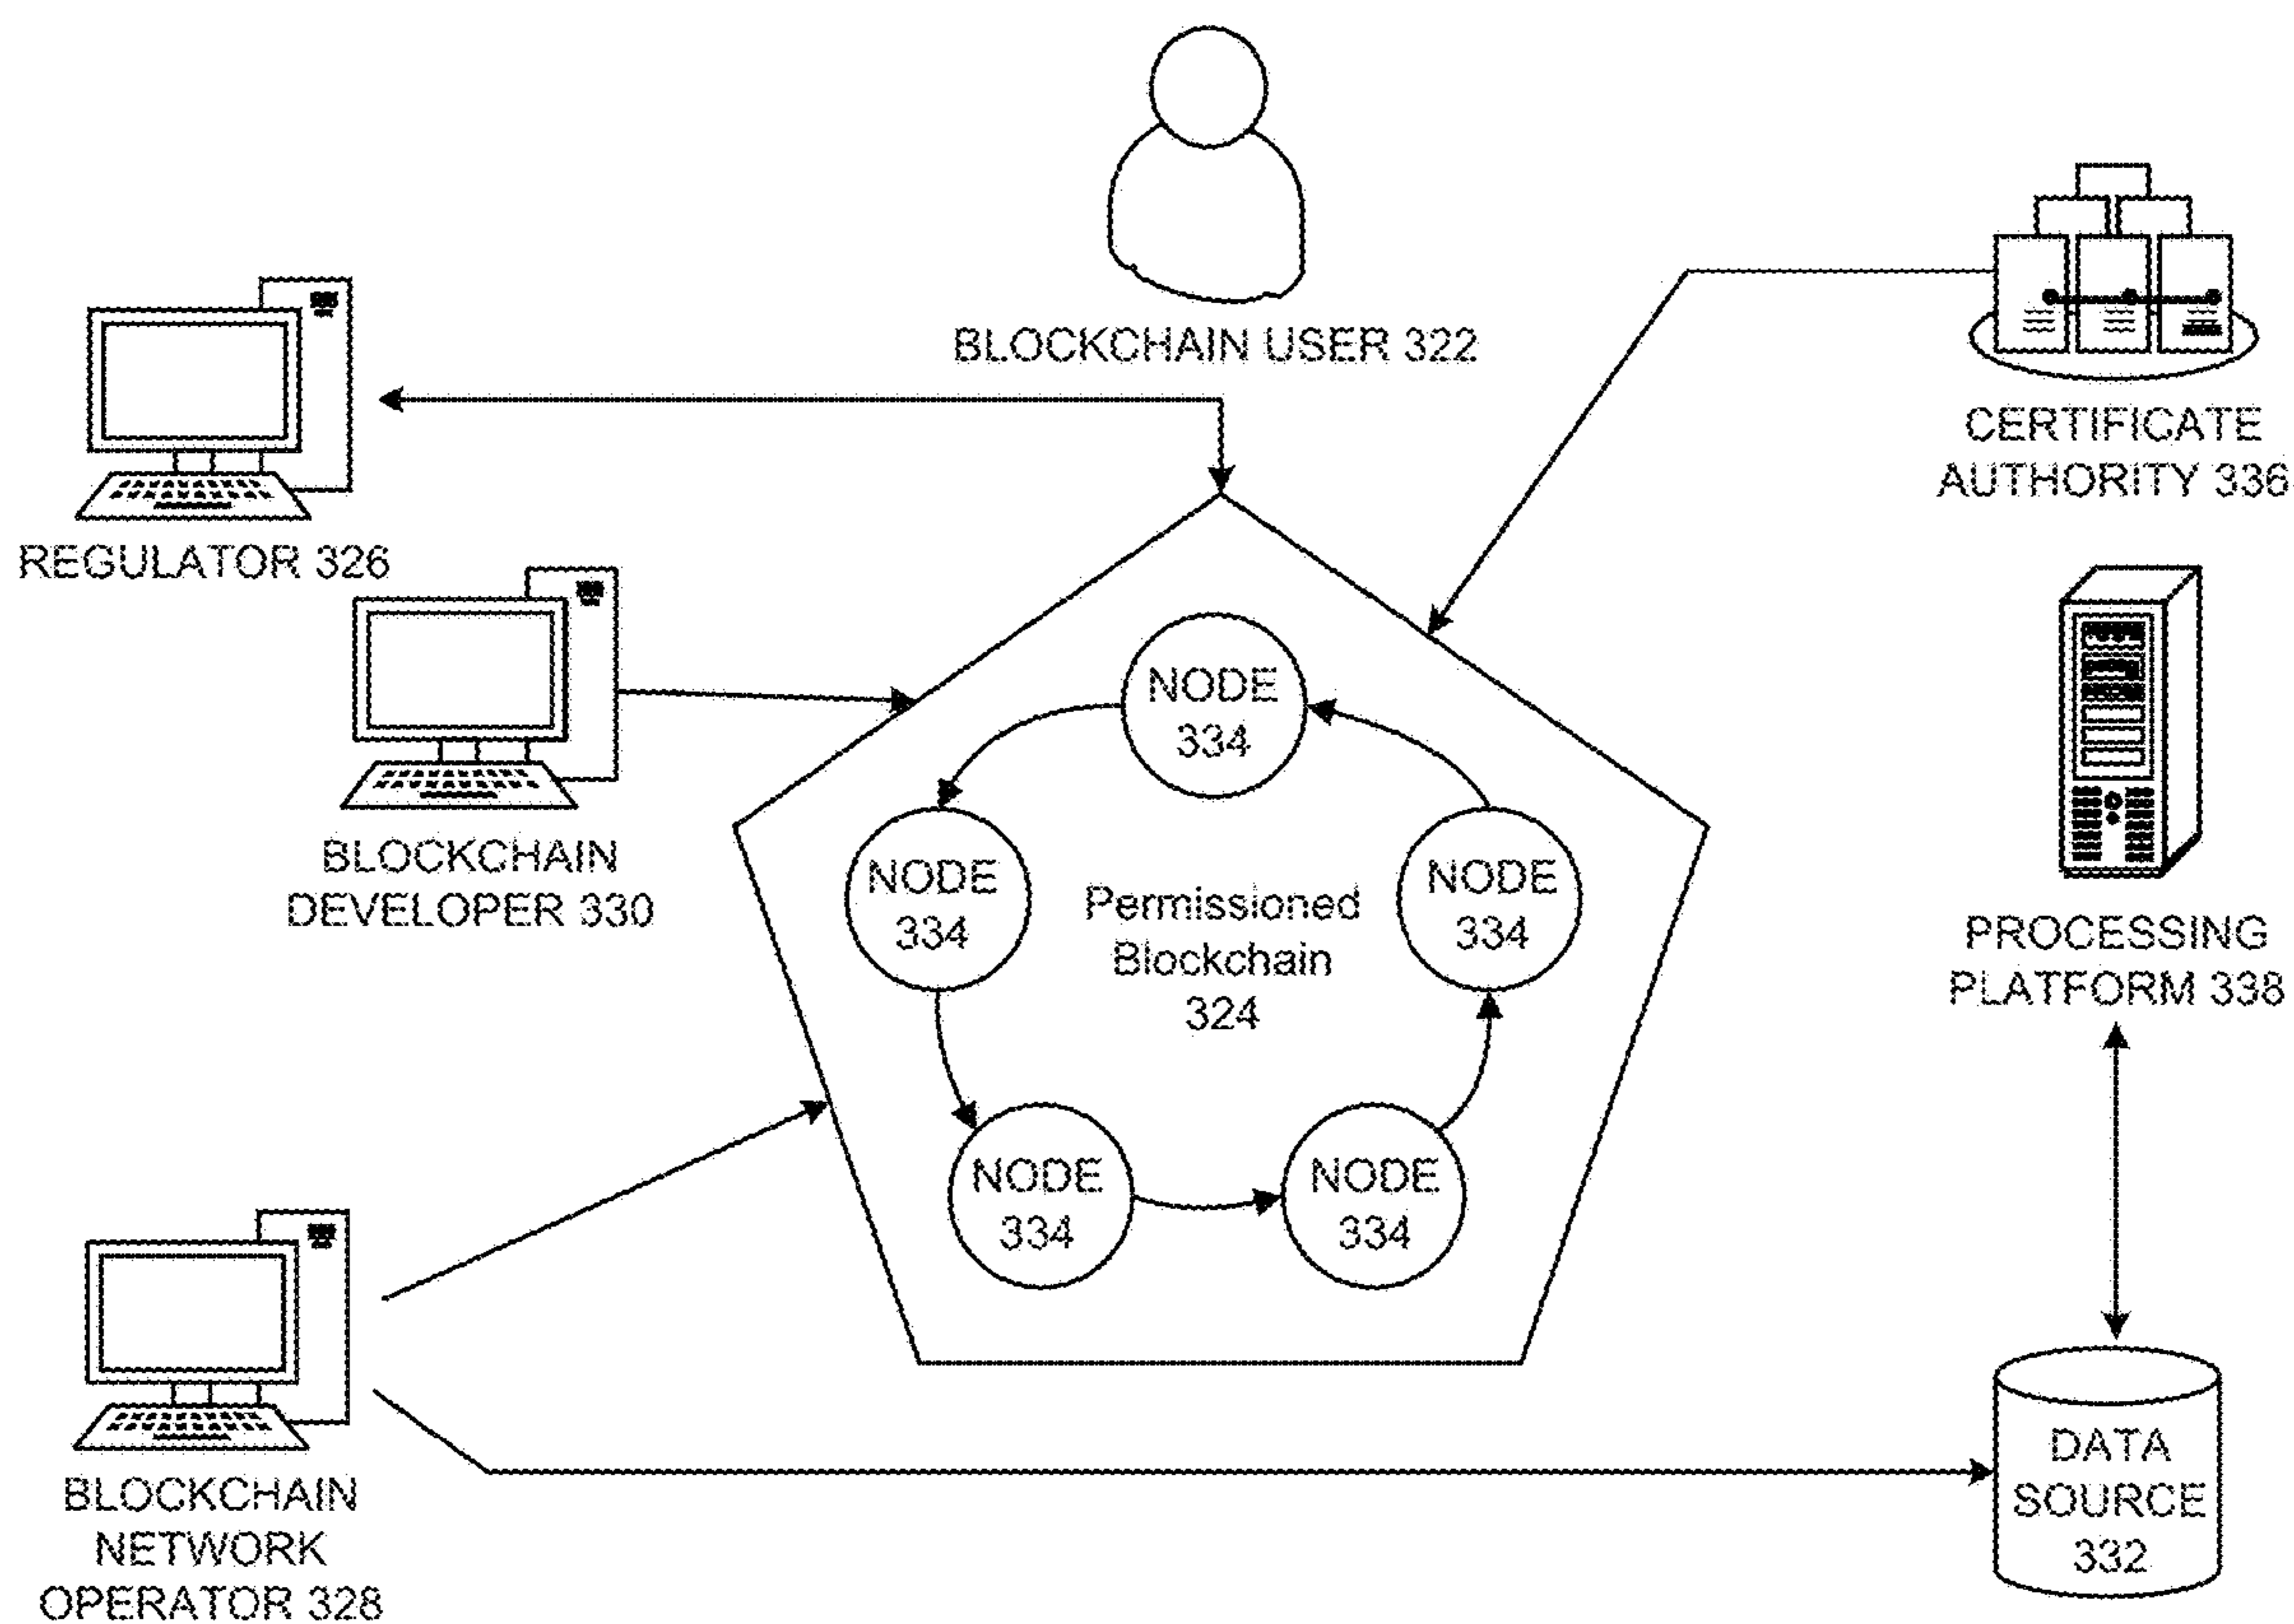 BLOCKCHAIN USER 322
CERTIFICATE
AUTHORITY 336
REGULATOR 326
NODE
334
BLOCKCHAIN
DEVELOPER 330
NODE
334
Permissioned
Blockchain
324
NODE
334
PROCESSING
PLATFORM 338
NODE
334
NODE
334
BLOCKCHAIN
NETWORK
OPERATOR 328
DATA
SOURCE
332